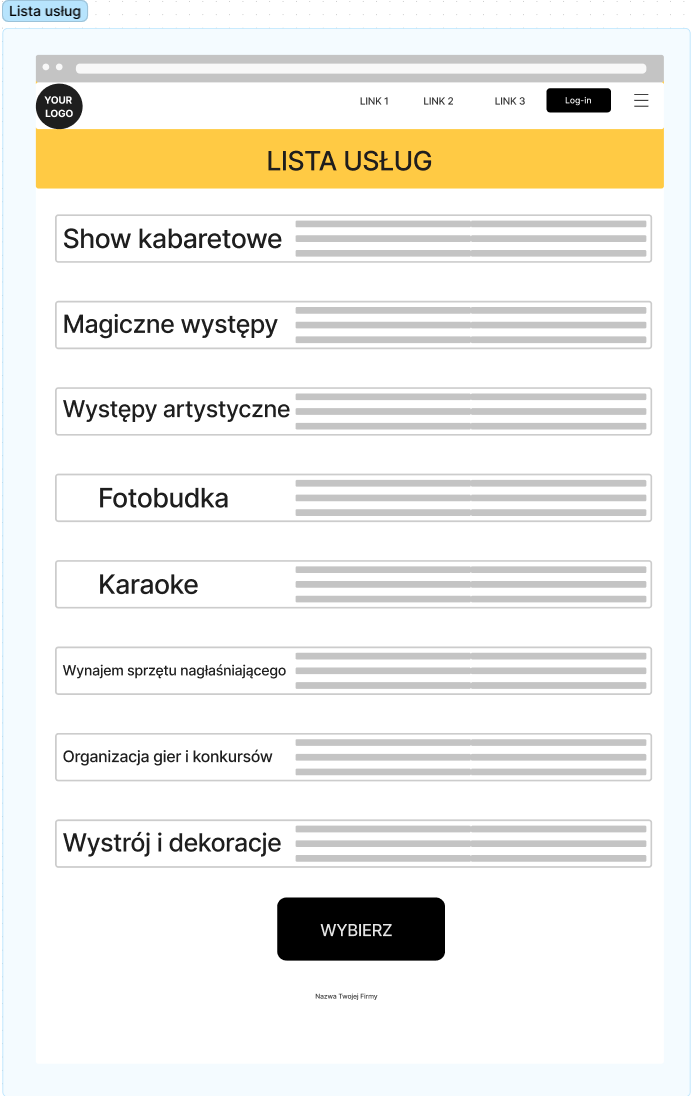 Lista usług
YOUR
LOGO
LINK 1
LINK 2
LINK 3
Log-in
LISTA USŁUG
Show kabaretowe
Magiczne występy
Występy artystyczne
Fotobudka
Karaoke
Wynajem sprzętu nagłaśniającego
Organizacja gier i konkursów
Wystrój i dekoracje
WYBIERZ
Nazwa Twojej Firmy